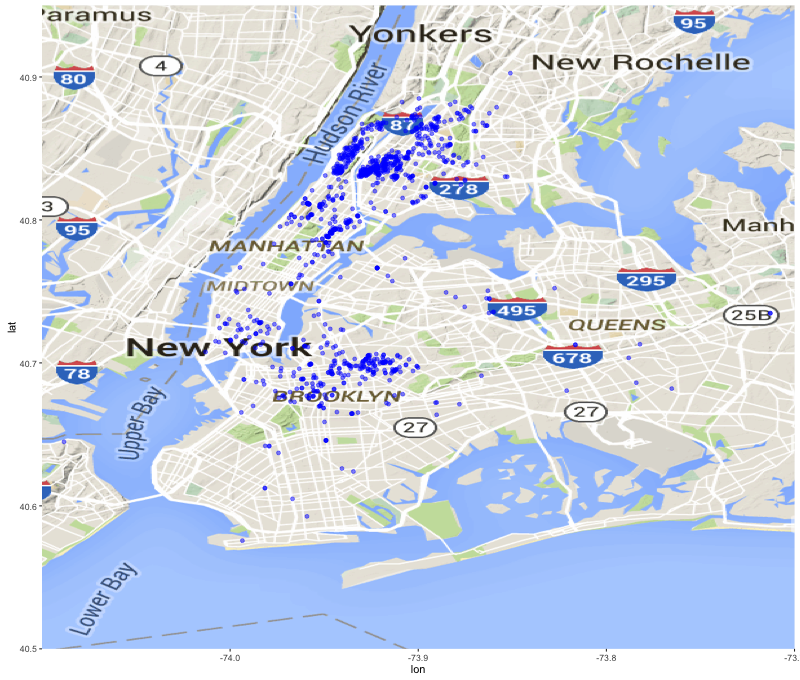 Paramus
95
Yonkers
4
New Rochelle
80
40.9
Hudson River
87
278
3
40.8
95
Manh
MANHATTAN
295
MIDTOWN
495
25B
QUEENS
lat
New York
678
40.7
78
BROOKLYN
27
27
Upper Bay
40.6
Lower Bay
40.5
-74.0
-73.9
-73.8
-73.
lon